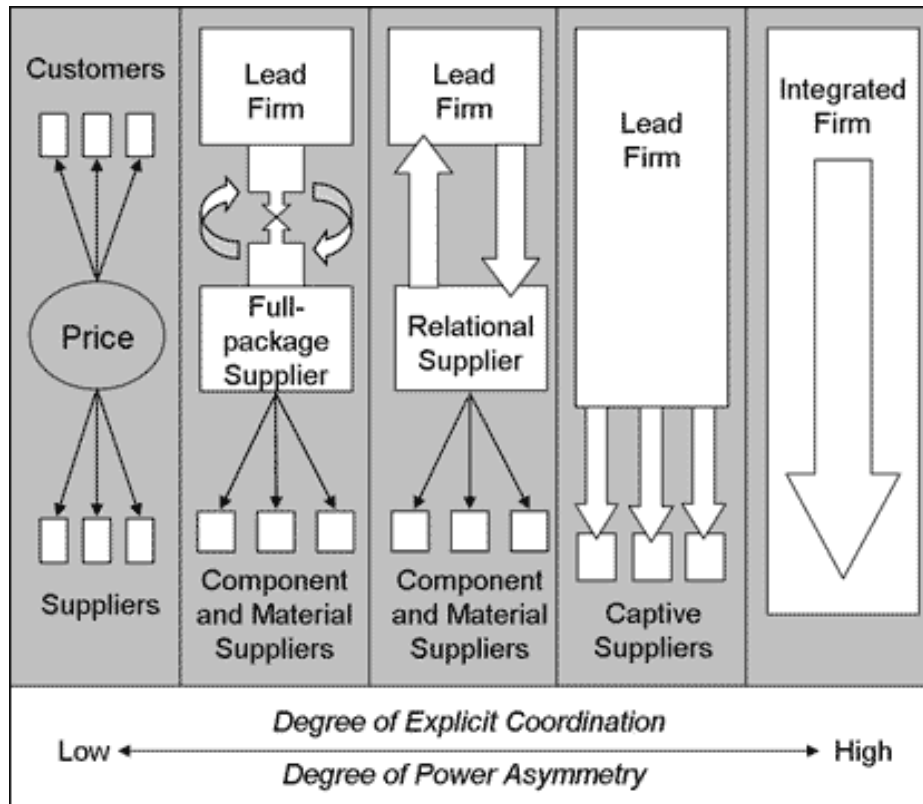 Customers
Price
Suppliers
Lead
Firm
Full-
package
Supplier
Component
and Material
Suppliers
Lead
Firm
Relational
Supplier
Component
and Material
Suppliers
Lead
Firm
Captive
Suppliers
Integrated
Firm
Degree of Explicit Coordination
Low
High
Degree of Power Asymmetry